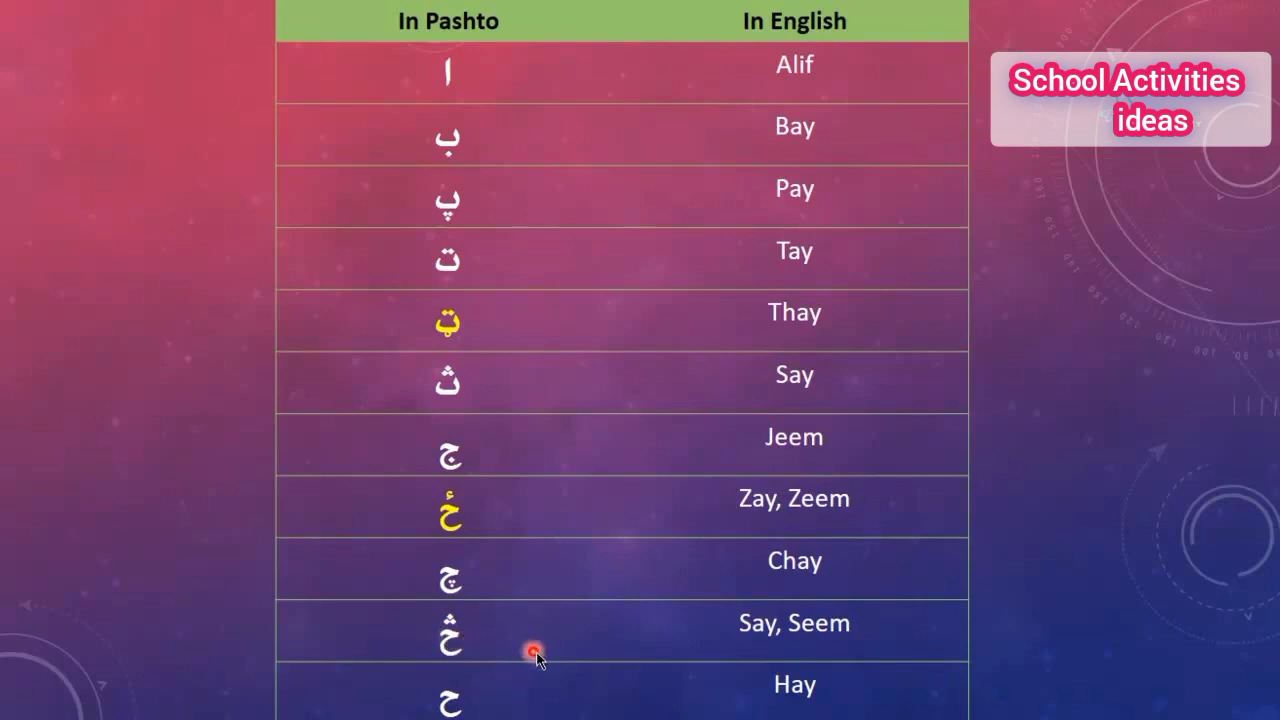 In Pashto In English
ا Alif
ب Bay
پ Pay
ت Tay
ټ Thay
ث Say
ج Jeem
ځ Zay, Zeem
چ Chay
څ Say, Seem
ح Hay
School Activities
ideas